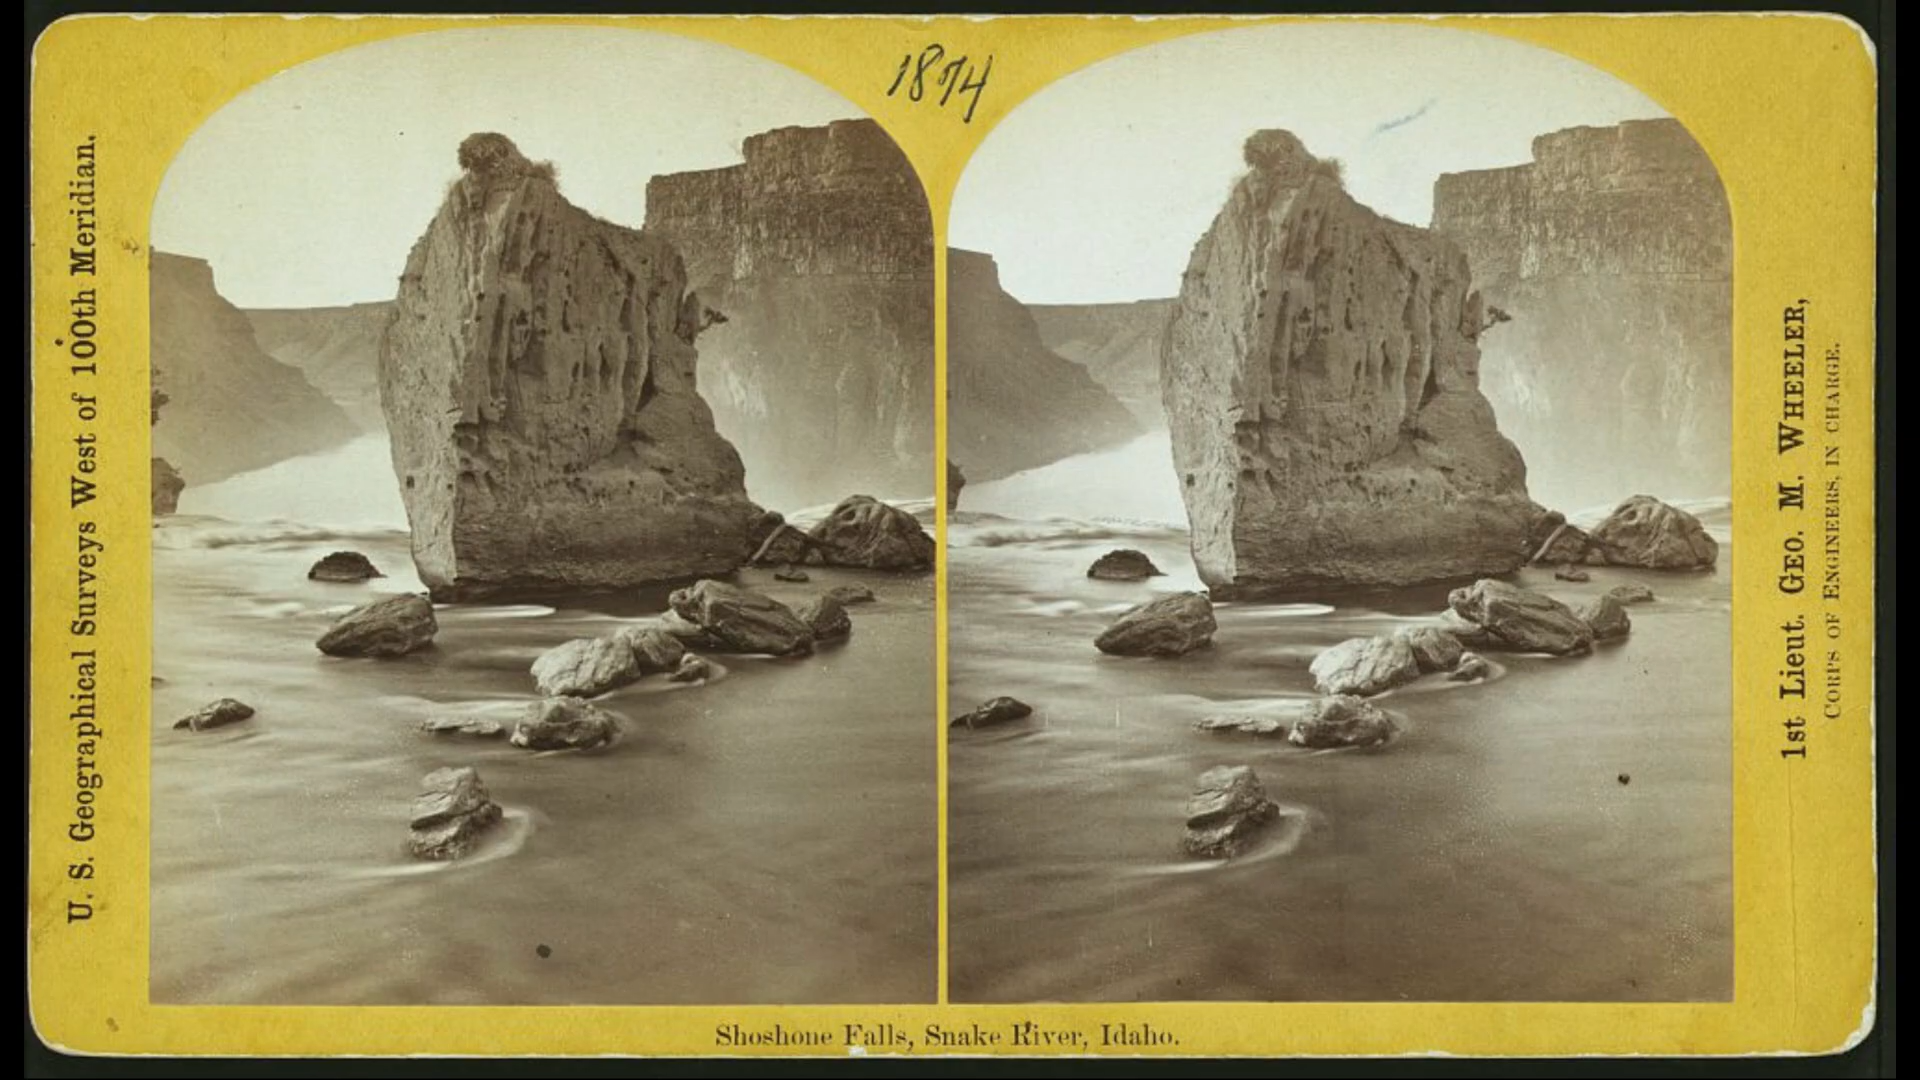 1874
U. S. Geographical Surveys West of 100th Meridian.
1st Lieut. Geo. M. Wheeler,
Corps of Engineers, in Charge.
Shoshone Falls, Snake River, Idaho.